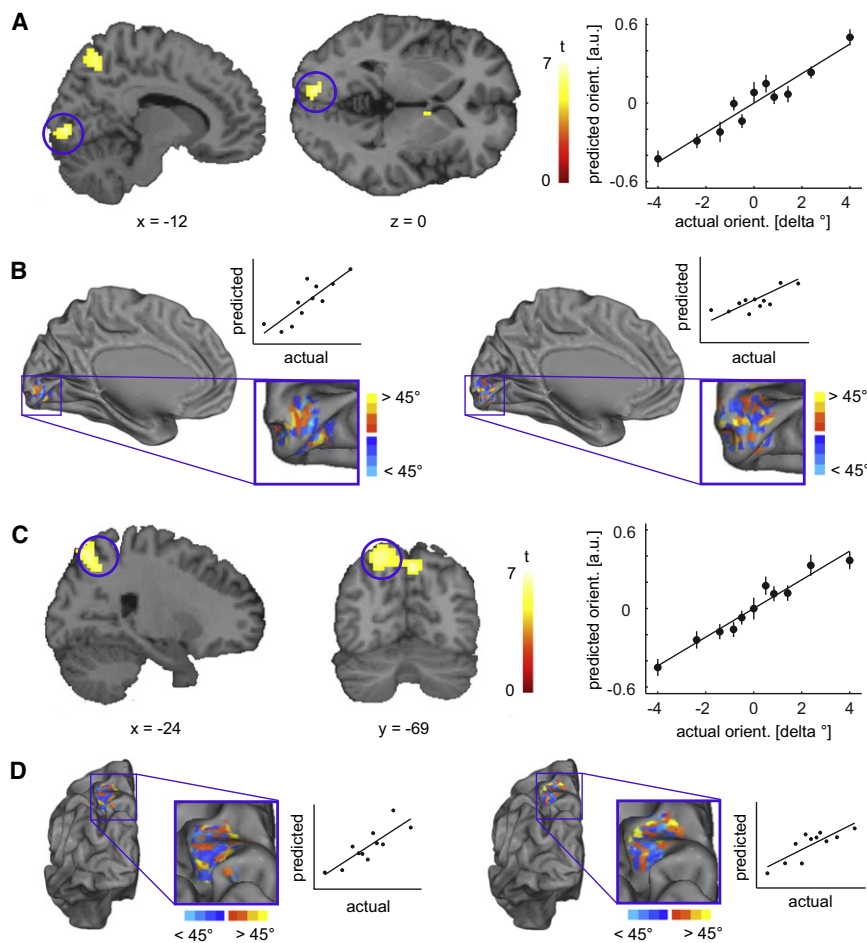 A
t
7
0
x = -12
z = 0
predicted orient. [a.u.]
0.6
0
-0.6
-4 -2 0 2 4
actual orient. [delta °]
B
predicted
actual
> 45°
< 45°
predicted
actual
> 45°
< 45°
C
t
7
0
x = -24
y = -69
predicted orient. [a.u.]
0.6
0
-0.6
-4 -2 0 2 4
actual orient. [delta °]
D
predicted
actual
< 45° > 45°
predicted
actual
< 45° > 45°